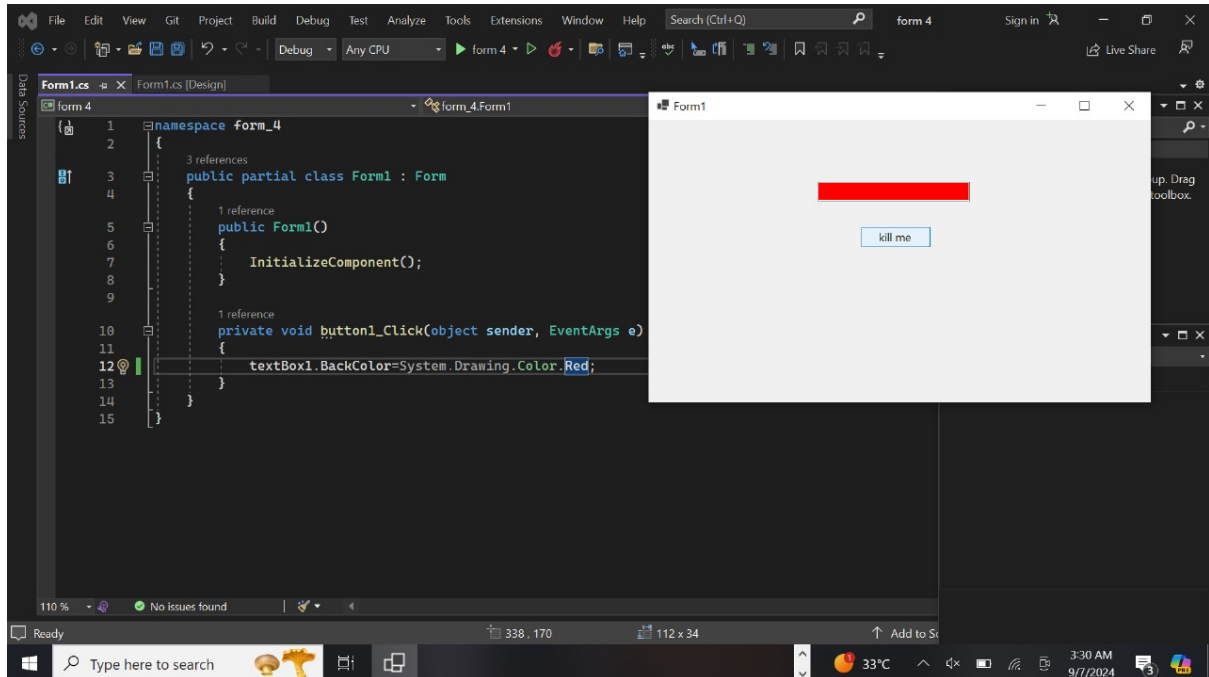 File Edit View Git Project Build Debug Test Analyze Tools Extensions Window Help Search (Ctrl+Q) form 4 Sign in
Debug Any CPU form 4 Live Share
Data Sources
Form1.cs Form1.cs [Design]
form 4 form_4.Form1
1 namespace form_4
2 {
3 references
3 public partial class Form1 : Form
4 {
1 reference
5 public Form1()
6 {
7 InitializeComponent();
8 }
9
1 reference
10 private void button1_Click(object sender, EventArgs e)
11 {
12 textBox1.BackColor=System.Drawing.Color.Red;
13 }
14 }
15 }
Form1
kill me
up. Drag
toolbox.
110 % No issues found
Ready 338 , 170 112 x 34 Add to So
Type here to search 33°C 3:30 AM
9/7/2024 3 PRE